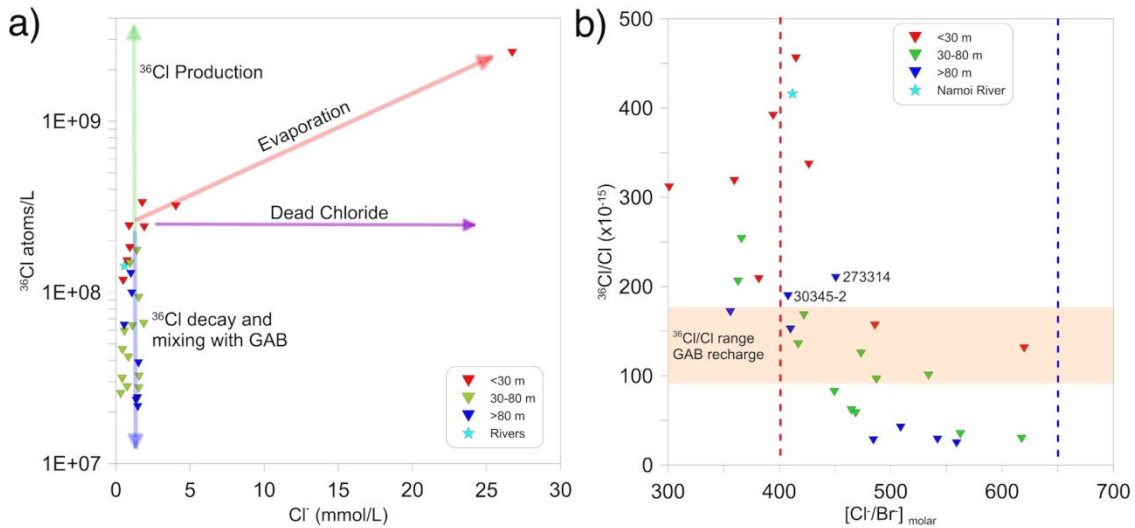 a)
³⁶Cl atoms/L
1E+09
1E+08
1E+07
³⁶Cl Production
Evaporation
Dead Chloride
³⁶Cl decay and
mixing with GAB
<30 m
30-80 m
>80 m
Rivers
0 5 10 15 20 25 30
Cl⁻ (mmol/L)
b)
³⁶Cl/Cl (x10⁻¹⁵)
500
400
300
200
100
0
<30 m
30-80 m
>80 m
Namoi River
273314
30345-2
³⁶Cl/Cl range
GAB recharge
300 400 500 600 700
[Cl⁻/Br⁻] molar